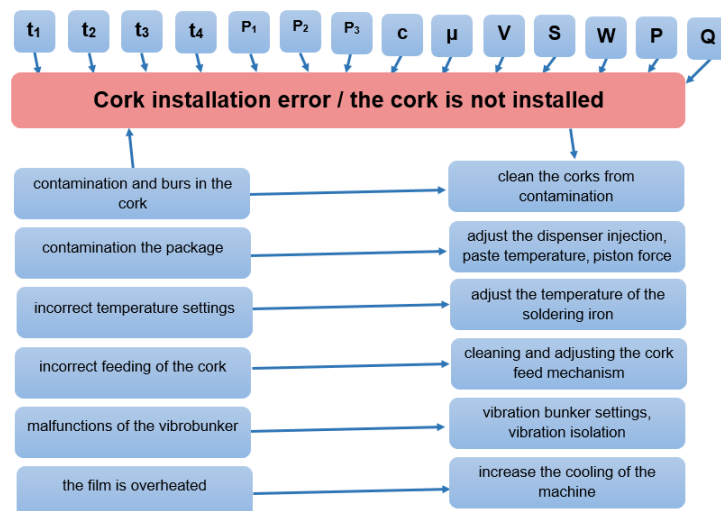 t₁ t₂ t₃ t₄ P₁ P₂ P₃ c µ V S W P Q
Cork installation error / the cork is not installed
contamination and burs in the
cork
clean the corks from
contamination
contamination the package
adjust the dispenser injection,
paste temperature, piston force
incorrect temperature settings
adjust the temperature of the
soldering iron
incorrect feeding of the cork
cleaning and adjusting the cork
feed mechanism
malfunctions of the vibrobunker
vibration bunker settings,
vibration isolation
the film is overheated
increase the cooling of the
machine